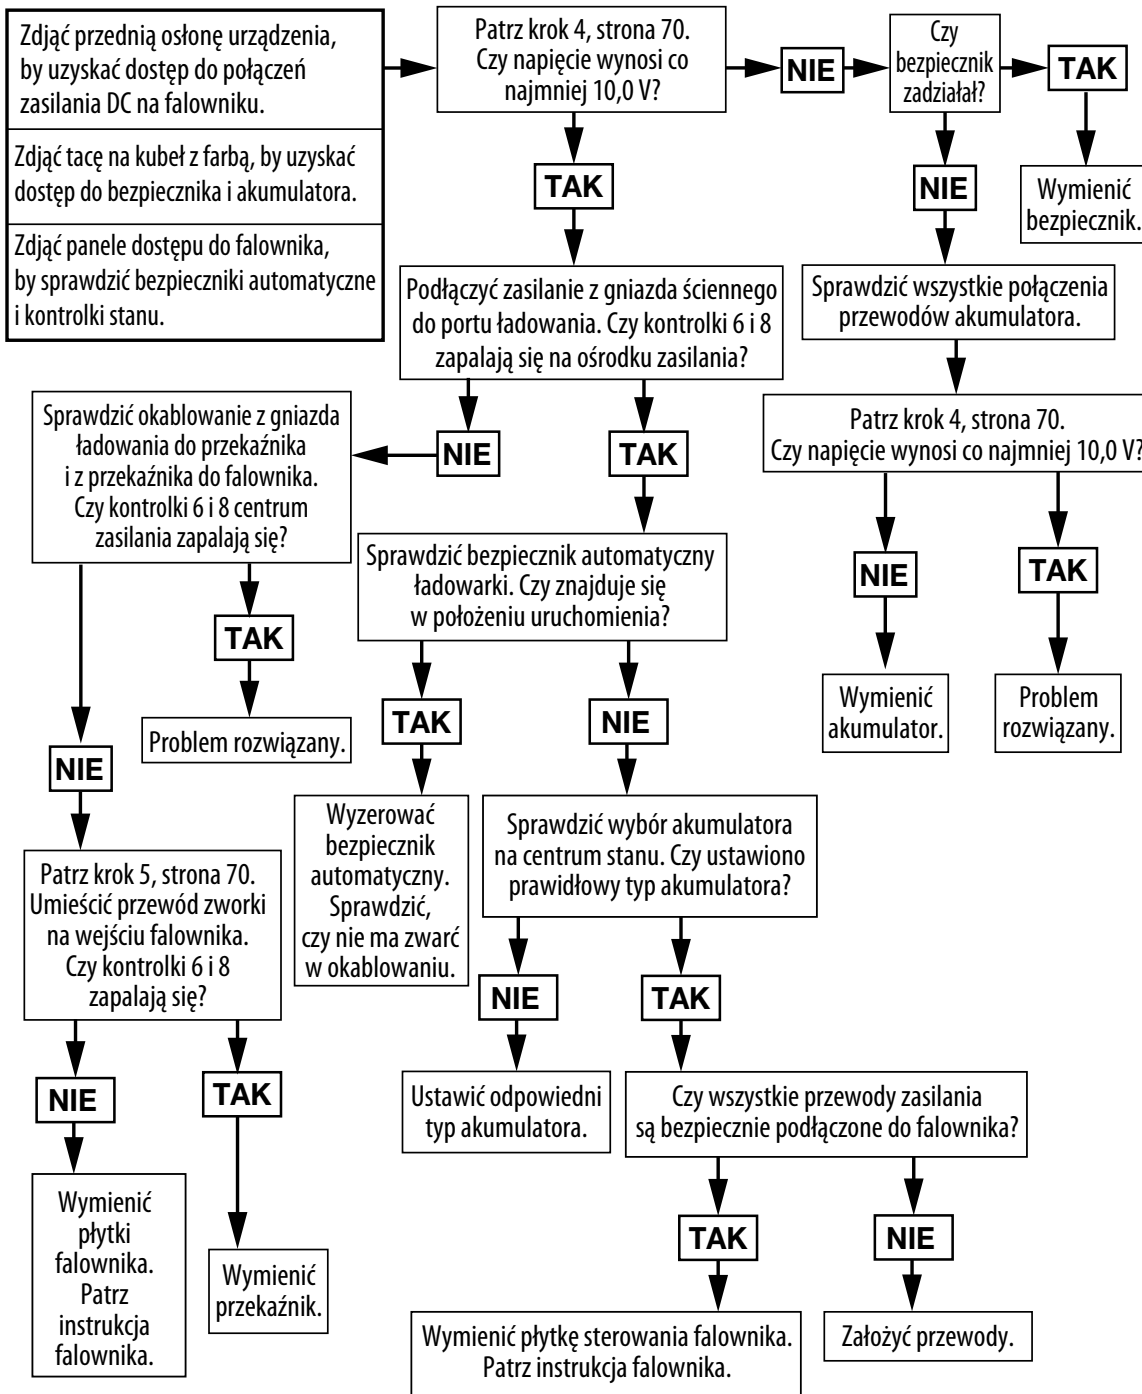 Zdjąć przednią osłonę urządzenia,
by uzyskać dostęp do połączeń
zasilania DC na falowniku.
Zdjąć tacę na kubeł z farbą, by uzyskać
dostęp do bezpiecznika i akumulatora.
Zdjąć panele dostępu do falownika,
by sprawdzić bezpieczniki automatyczne
i kontrolki stanu.
Patrz krok 4, strona 70.
Czy napięcie wynosi co
najmniej 10,0 V?
NIE
Czy
bezpiecznik
zadziałał?
TAK
Wymienić
bezpiecznik.
NIE
Sprawdzić wszystkie połączenia
przewodów akumulatora.
Patrz krok 4, strona 70.
Czy napięcie wynosi co najmniej 10,0 V?
NIE
TAK
Wymienić
akumulator.
Problem
rozwiązany.
TAK
Podłączyć zasilanie z gniazda ściennego
do portu ładowania. Czy kontrolki 6 i 8
zapalają się na ośrodku zasilania?
NIE
TAK
Sprawdzić okablowanie z gniazda
ładowania do przekaźnika
i z przekaźnika do falownika.
Czy kontrolki 6 i 8 centrum
zasilania zapalają się?
TAK
Problem rozwiązany.
NIE
Patrz krok 5, strona 70.
Umieścić przewód zworki
na wejściu falownika.
Czy kontrolki 6 i 8
zapalają się?
NIE
TAK
Wymienić
płytki
falownika.
Patrz
instrukcja
falownika.
Wymienić
przekaźnik.
Sprawdzić bezpiecznik automatyczny
ładowarki. Czy znajduje się
w położeniu uruchomienia?
TAK
NIE
Wyzerować
bezpiecznik
automatyczny.
Sprawdzić,
czy nie ma zwarć
w okablowaniu.
Sprawdzić wybór akumulatora
na centrum stanu. Czy ustawiono
prawidłowy typ akumulatora?
NIE
TAK
Ustawić odpowiedni
typ akumulatora.
Czy wszystkie przewody zasilania
są bezpiecznie podłączone do falownika?
TAK
NIE
Wymienić płytkę sterowania falownika.
Patrz instrukcja falownika.
Założyć przewody.